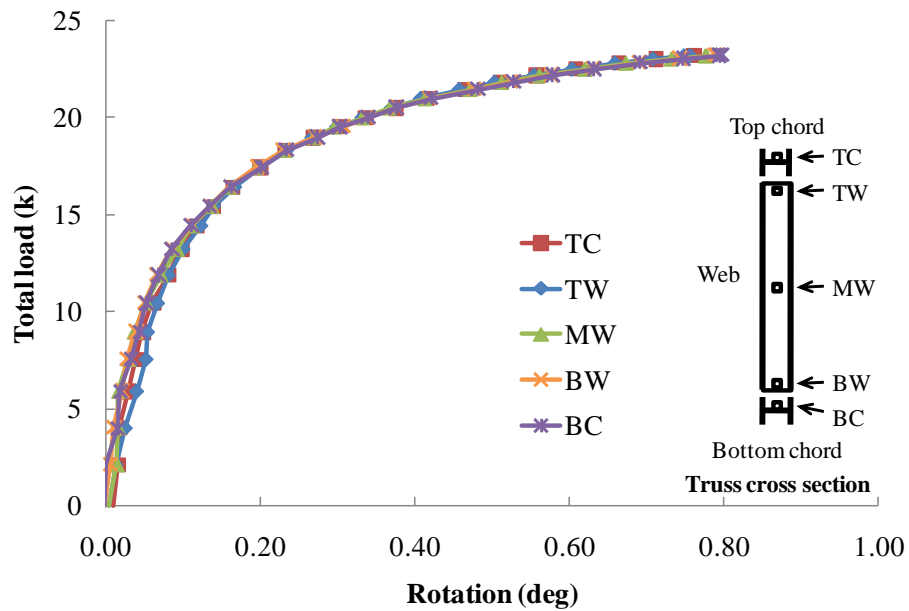 25
20
15
10
5
0
Total load (k)
0.00 0.20 0.40 0.60 0.80 1.00
Rotation (deg)
TC
TW
MW
BW
BC
Top chord
TC
TW
Web
MW
BW
BC
Bottom chord
Truss cross section